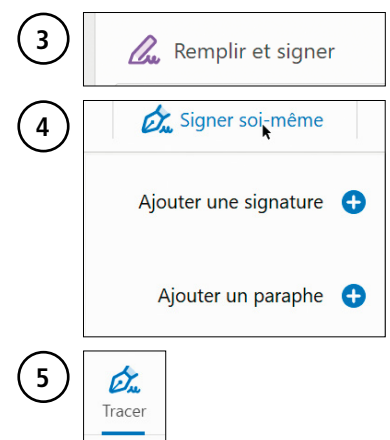 3
Remplir et signer
4
Signer soi-même
Ajouter une signature
Ajouter un paraphe
5
Tracer